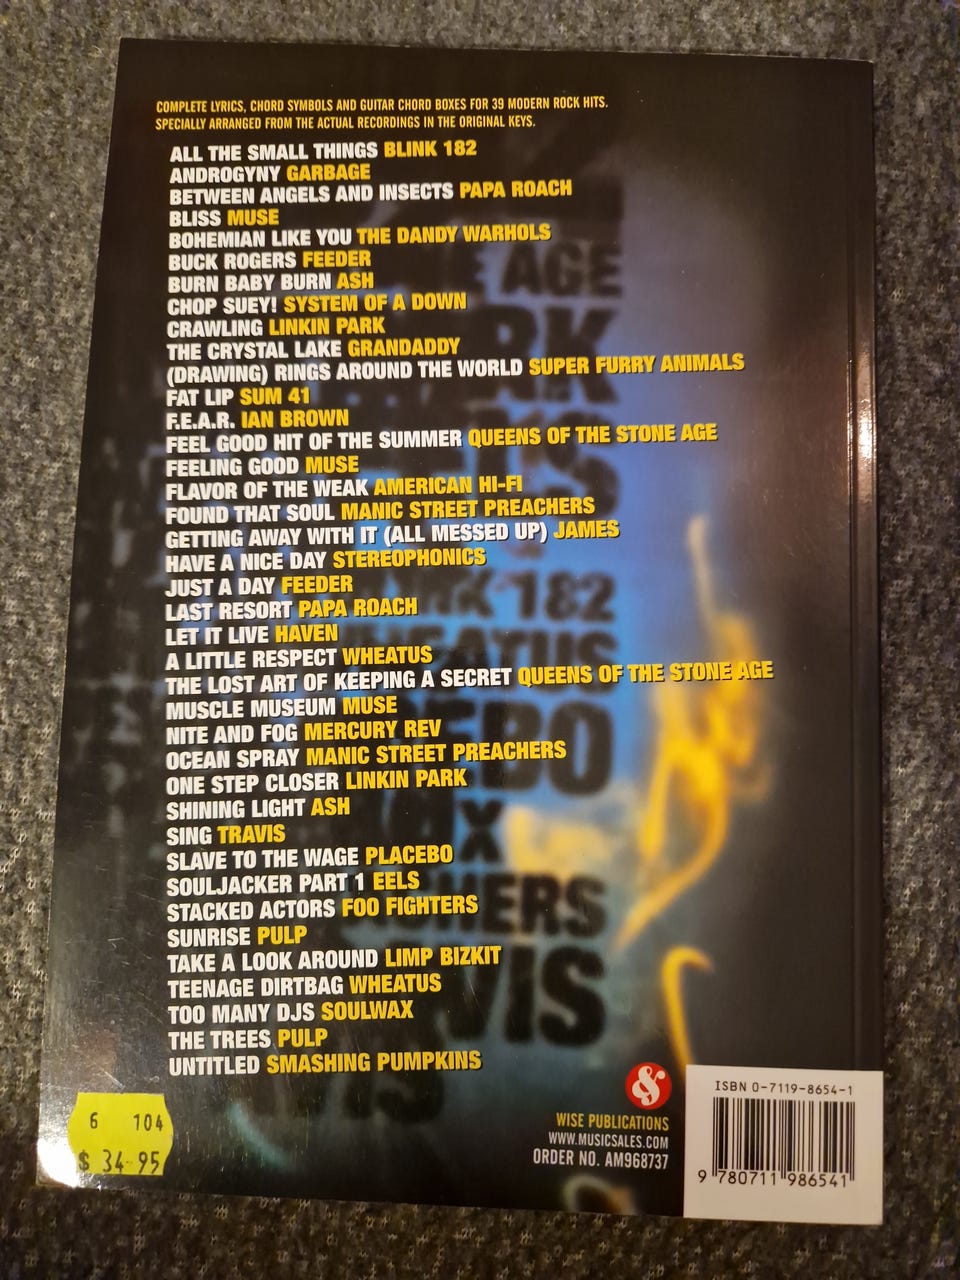 COMPLETE LYRICS, CHORD SYMBOLS AND GUITAR CHORD BOXES FOR 39 MODERN ROCK HITS.
SPECIALLY ARRANGED FROM THE ACTUAL RECORDINGS IN THE ORIGINAL KEYS.
ALL THE SMALL THINGS BLINK 182
ANDROGYNY GARBAGE
BETWEEN ANGELS AND INSECTS PAPA ROACH
BLISS MUSE
BOHEMIAN LIKE YOU THE DANDY WARHOLS
BUCK ROGERS FEEDER
BURN BABY BURN ASH
CHOP SUEY! SYSTEM OF A DOWN
CRAWLING LINKIN PARK
THE CRYSTAL LAKE GRANDADDY
(DRAWING) RINGS AROUND THE WORLD SUPER FURRY ANIMALS
FAT LIP SUM 41
F.E.A.R. IAN BROWN
FEEL GOOD HIT OF THE SUMMER QUEENS OF THE STONE AGE
FEELING GOOD MUSE
FLAVOR OF THE WEAK AMERICAN HI-FI
FOUND THAT SOUL MANIC STREET PREACHERS
GETTING AWAY WITH IT (ALL MESSED UP) JAMES
HAVE A NICE DAY STEREOPHONICS
JUST A DAY FEEDER
LAST RESORT PAPA ROACH
LET IT LIVE HAVEN
A LITTLE RESPECT WHEATUS
THE LOST ART OF KEEPING A SECRET QUEENS OF THE STONE AGE
MUSCLE MUSEUM MUSE
NITE AND FOG MERCURY REV
OCEAN SPRAY MANIC STREET PREACHERS
ONE STEP CLOSER LINKIN PARK
SHINING LIGHT ASH
SING TRAVIS
SLAVE TO THE WAGE PLACEBO
SOULJACKER PART 1 EELS
STACKED ACTORS FOO FIGHTERS
SUNRISE PULP
TAKE A LOOK AROUND LIMP BIZKIT
TEENAGE DIRTBAG WHEATUS
TOO MANY DJS SOULWAX
THE TREES PULP
UNTITLED SMASHING PUMPKINS
WISE PUBLICATIONS
WWW.MUSICSALES.COM
ORDER NO. AM968737
ISBN 0-7119-8654-1
9 780711 986541
6 104
$ 34-95